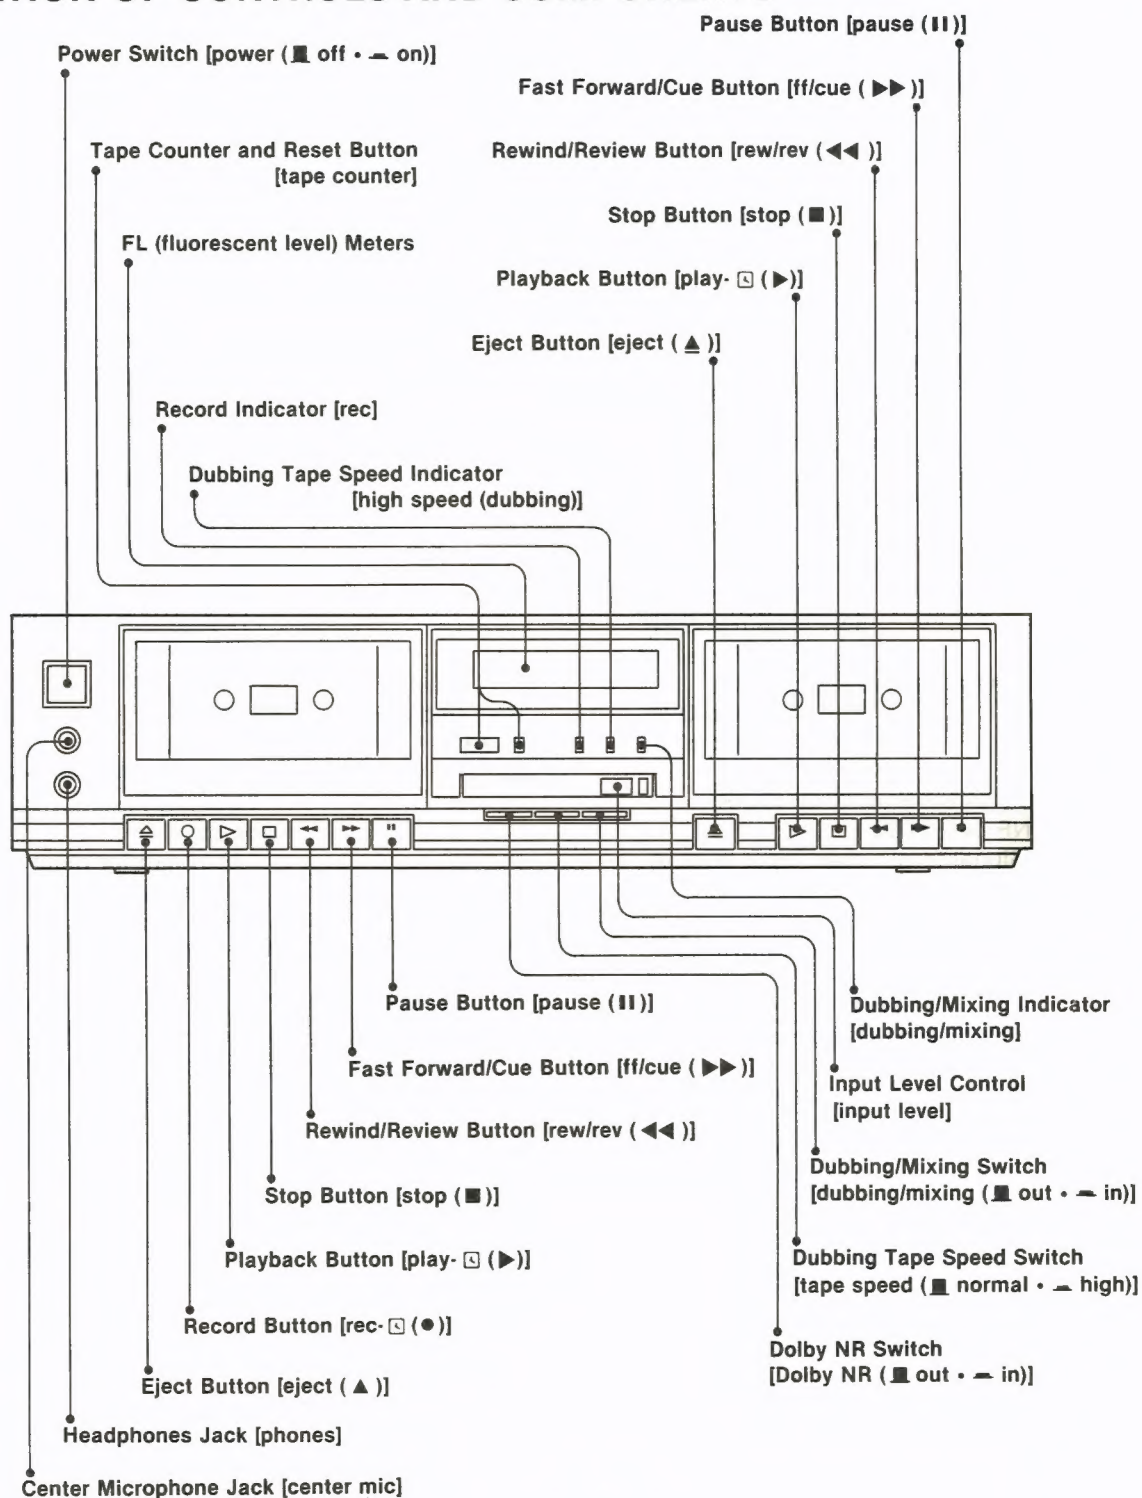 Pause Button [pause (❚❚)]
Power Switch [power ( off • on)]
Fast Forward/Cue Button [ff/cue ( ▶▶ )]
Tape Counter and Reset Button
[tape counter]
Rewind/Review Button [rew/rev ( ◀◀ )]
Stop Button [stop ( ■ )]
FL (fluorescent level) Meters
Playback Button [play- ( ▶ )]
Eject Button [eject ( ⏏ )]
Record Indicator [rec]
Dubbing Tape Speed Indicator
[high speed (dubbing)]
Pause Button [pause (❚❚)]
Dubbing/Mixing Indicator
[dubbing/mixing]
Fast Forward/Cue Button [ff/cue ( ▶▶ )]
Input Level Control
[input level]
Rewind/Review Button [rew/rev ( ◀◀ )]
Dubbing/Mixing Switch
[dubbing/mixing ( out • in)]
Stop Button [stop ( ■ )]
Playback Button [play- ( ▶ )]
Dubbing Tape Speed Switch
[tape speed ( normal • high)]
Record Button [rec- ( ● )]
Dolby NR Switch
[Dolby NR ( out • in)]
Eject Button [eject ( ▲ )]
Headphones Jack [phones]
Center Microphone Jack [center mic]